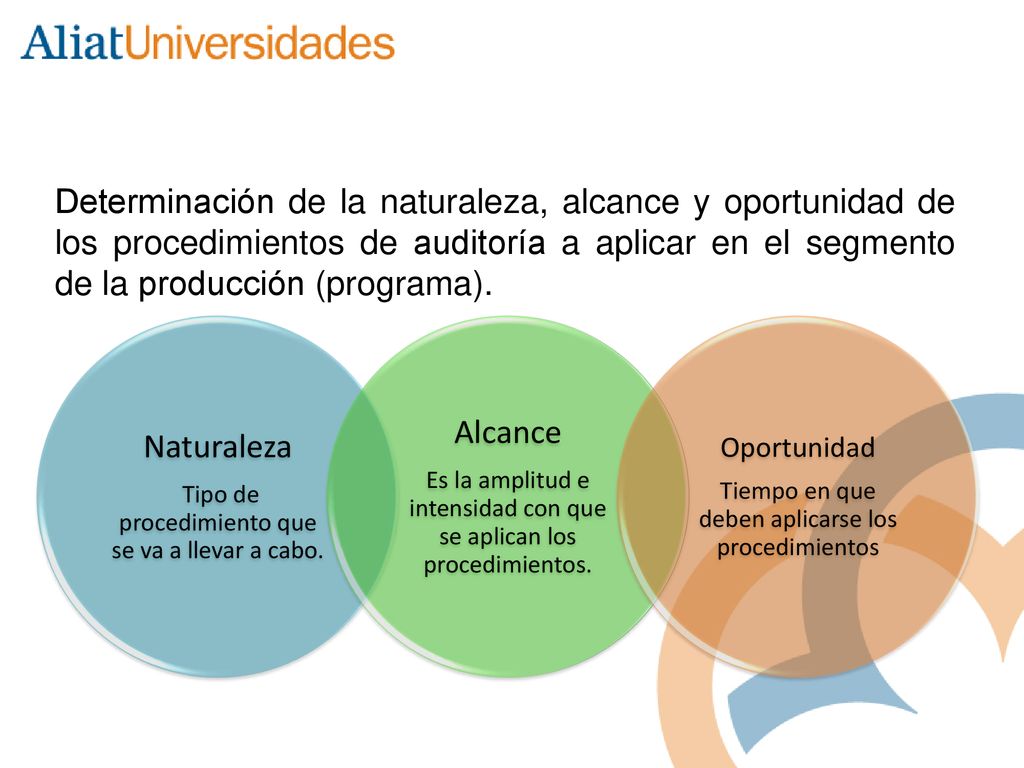 AliatUniversidades
Determinación de la naturaleza, alcance y oportunidad de
los procedimientos de auditoría a aplicar en el segmento
de la producción (programa).
Naturaleza
Tipo de
procedimiento que
se va a llevar a cabo.
Alcance
Es la amplitud e
intensidad con que
se aplican los
procedimientos.
Oportunidad
Tiempo en que
deben aplicarse los
procedimientos